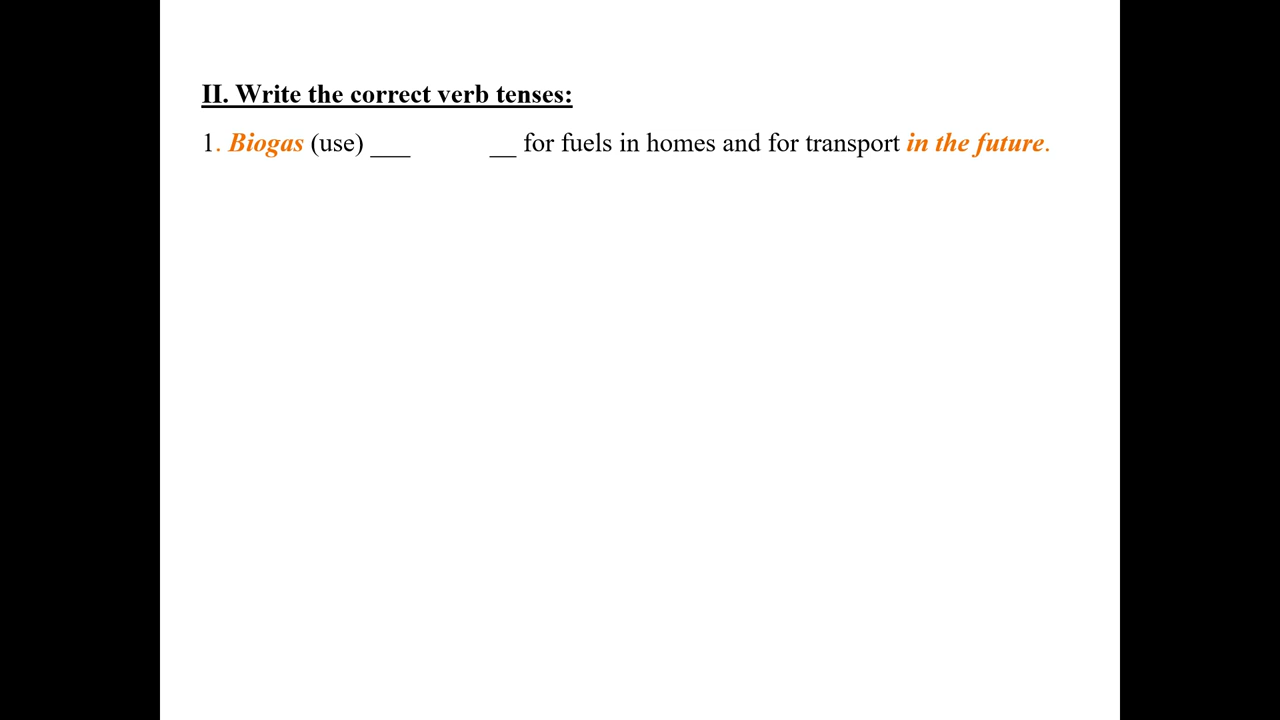 II. Write the correct verb tenses:
1. Biogas (use) ___ __ for fuels in homes and for transport in the future.